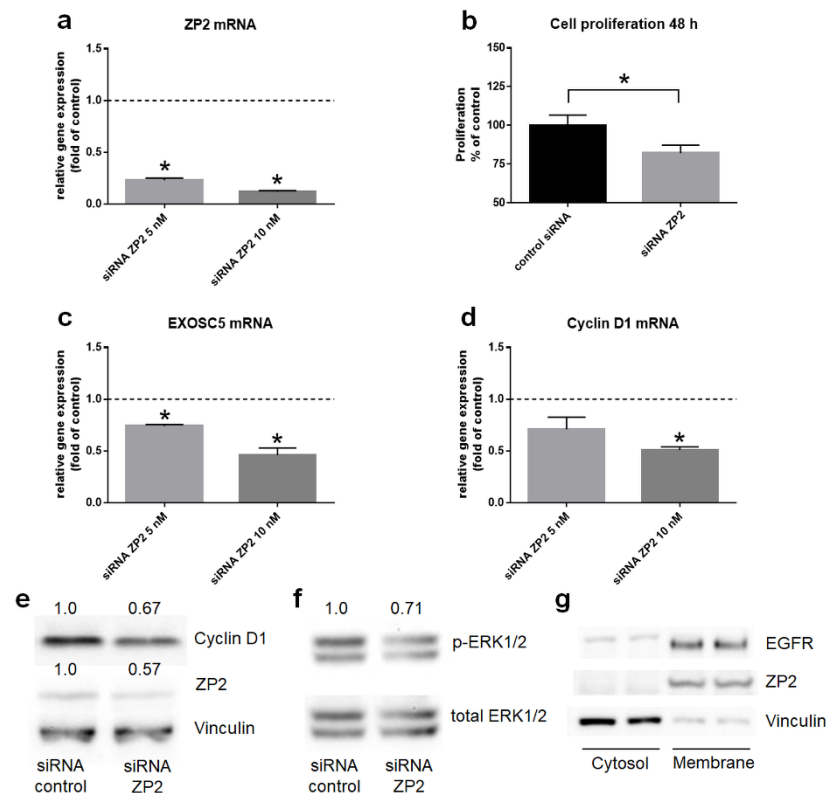 a
ZP2 mRNA
relative gene expression
(fold of control)
1.5
1.0
0.5
0.0
*
*
siRNA ZP2 5 nM
siRNA ZP2 10 nM
b
Cell proliferation 48 h
Proliferation
% of control
150
125
100
75
50
*
control siRNA
siRNA ZP2
c
EXOSC5 mRNA
relative gene expression
(fold of control)
1.5
1.0
0.5
0.0
*
*
siRNA ZP2 5 nM
siRNA ZP2 10 nM
d
Cyclin D1 mRNA
relative gene expression
(fold of control)
1.5
1.0
0.5
0.0
*
siRNA ZP2 5 nM
siRNA ZP2 10 nM
e
1.0 0.67
Cyclin D1
1.0 0.57
ZP2
Vinculin
siRNA control
siRNA ZP2
f
1.0 0.71
p-ERK1/2
total ERK1/2
siRNA control
siRNA ZP2
g
EGFR
ZP2
Vinculin
Cytosol Membrane